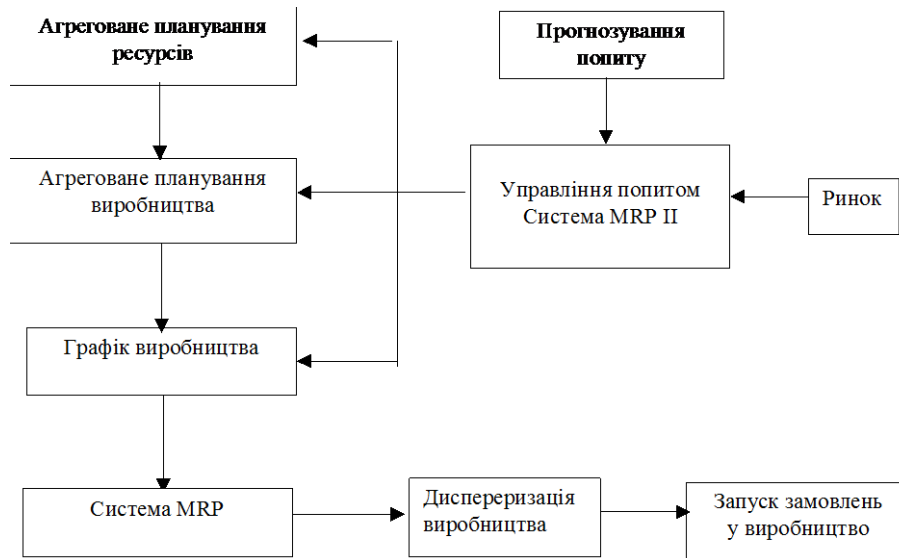 Агреговане планування
ресурсів
Прогнозування
попиту
Агреговане планування
виробництва
Управління попитом
Система MRP II
Ринок
Графік виробництва
Система MRP
Диспереризація
виробництва
Запуск замовлень
у виробництво